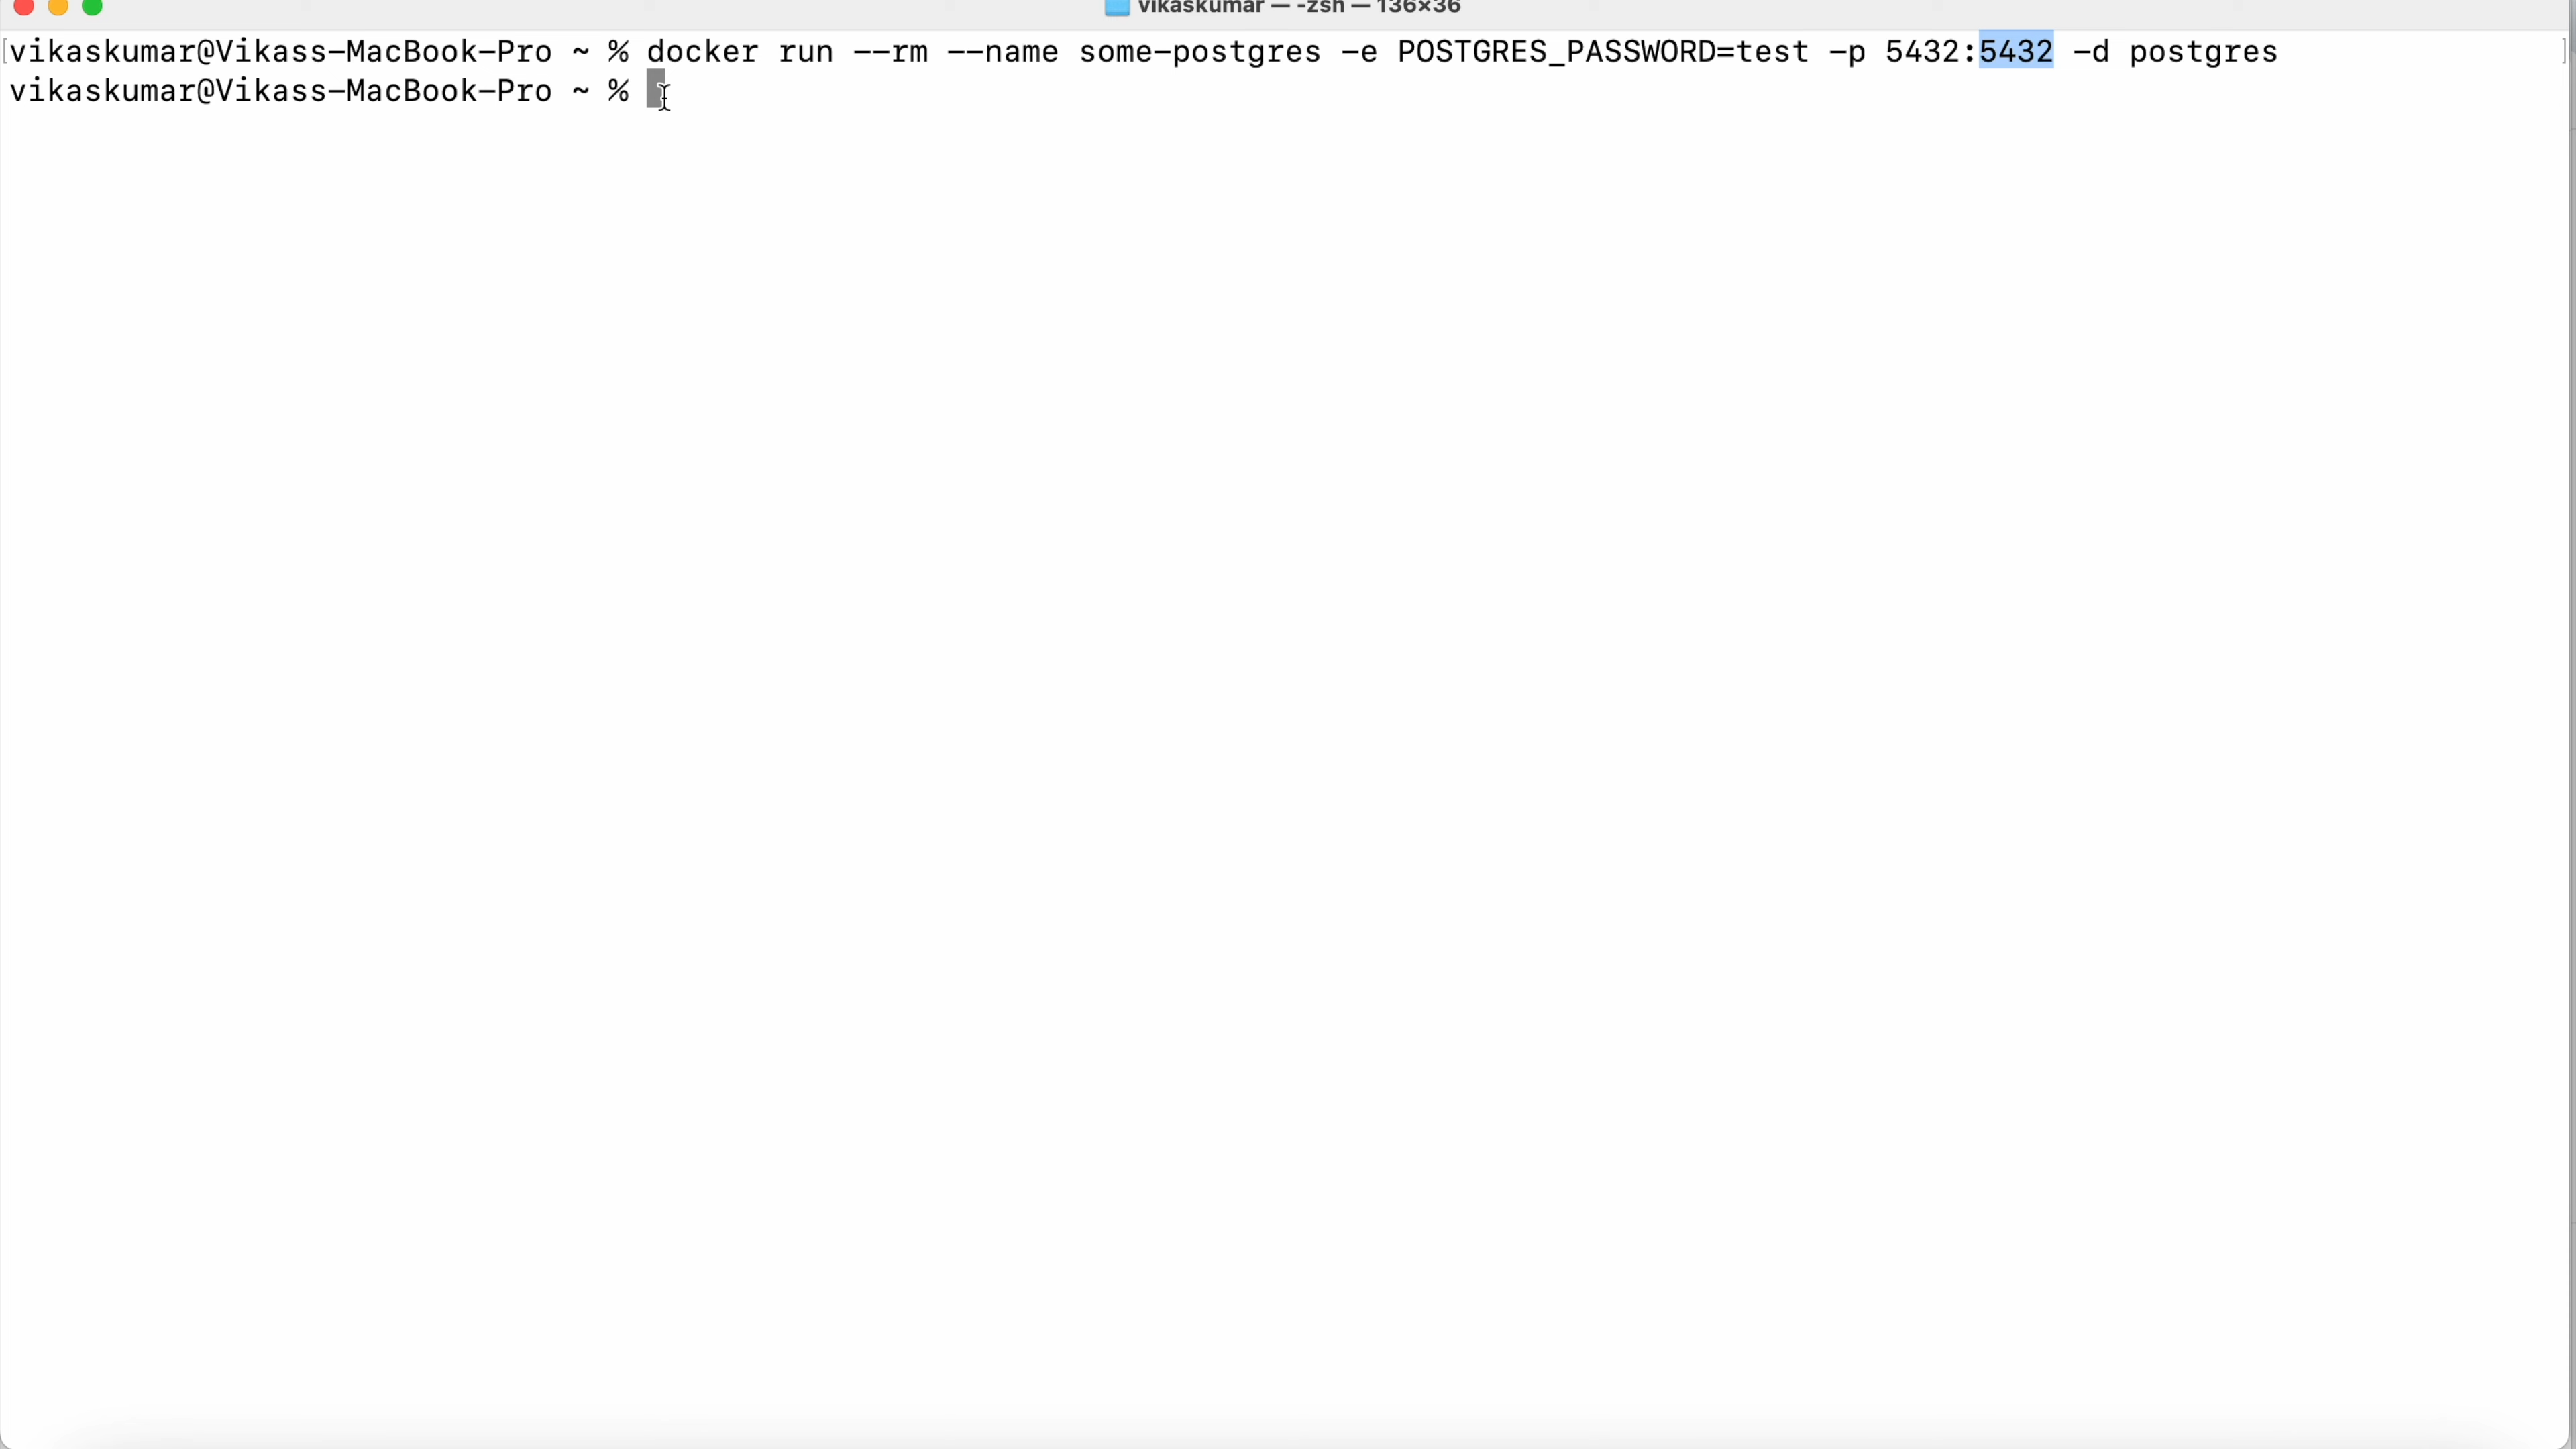 vikaskumar — -zsh — 136×36
[vikaskumar@Vikass-MacBook-Pro ~ % docker run --rm --name some-postgres -e POSTGRES_PASSWORD=test -p 5432:5432 -d postgres ]
vikaskumar@Vikass-MacBook-Pro ~ %